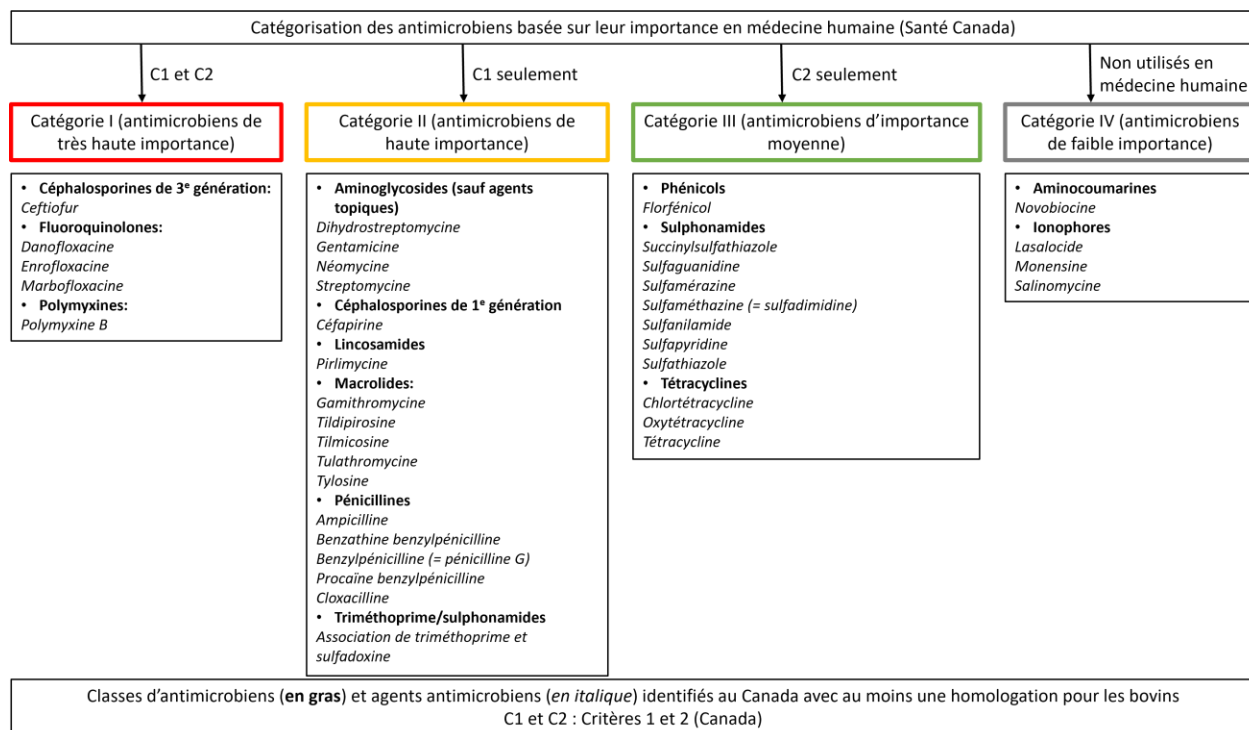 Catégorisation des antimicrobiens basée sur leur importance en médecine humaine (Santé Canada)
C1 et C2
C1 seulement
C2 seulement
Non utilisés en
médecine humaine
Catégorie I (antimicrobiens de
très haute importance)
Catégorie II (antimicrobiens de
haute importance)
Catégorie III (antimicrobiens d’importance
moyenne)
Catégorie IV (antimicrobiens
de faible importance)
• Céphalosporines de 3e génération:
Ceftiofur
• Fluoroquinolones:
Danofloxacine
Enrofloxacine
Marbofloxacine
• Polymyxines:
Polymyxine B
• Aminoglycosides (sauf agents
topiques)
Dihydrostreptomycine
Gentamicine
Néomycine
Streptomycine
• Céphalosporines de 1e génération
Céfapirine
• Lincosamides
Pirlimycine
• Macrolides:
Gamithromycine
Tildipirosine
Tilmicosine
Tulathromycine
Tylosine
• Pénicillines
Ampicilline
Benzathine benzylpénicilline
Benzylpénicilline (= pénicilline G)
Procaïne benzylpénicilline
Cloxacilline
• Triméthoprime/sulphonamides
Association de triméthoprime et
sulfadoxine
• Phénicols
Florfénicol
• Sulphonamides
Succinylsulfathiazole
Sulfaguanidine
Sulfamérazine
Sulfaméthazine (= sulfadimidine)
Sulfanilamide
Sulfapyridine
Sulfathiazole
• Tétracyclines
Chlortétracycline
Oxytétracycline
Tétracycline
• Aminocoumarines
Novobiocine
• Ionophores
Lasalocide
Monensine
Salinomycine
Classes d’antimicrobiens (en gras) et agents antimicrobiens (en italique) identifiés au Canada avec au moins une homologation pour les bovins
C1 et C2 : Critères 1 et 2 (Canada)